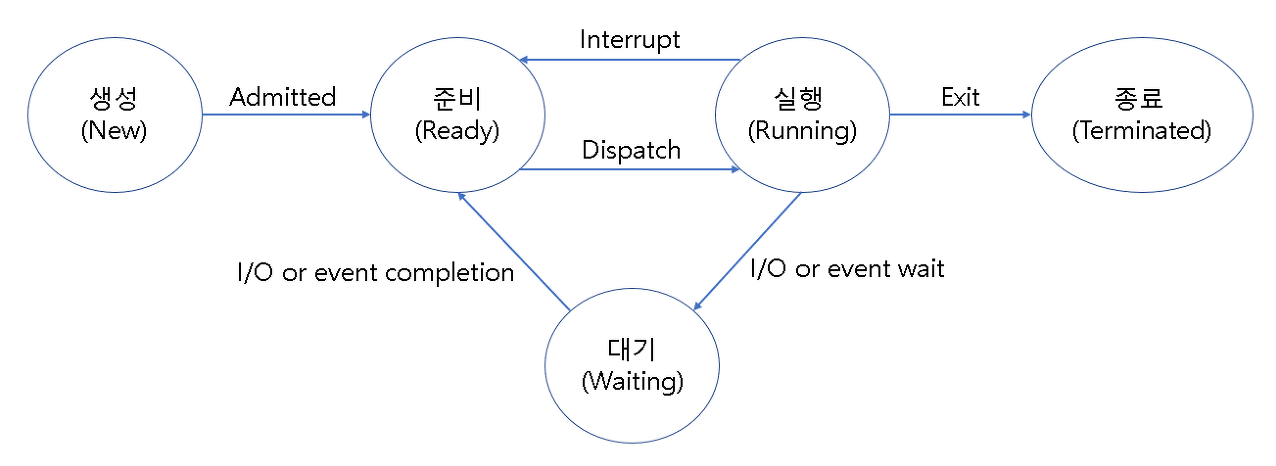 Interrupt
생성
(New)
Admitted
준비
(Ready)
실행
(Running)
Exit
종료
(Terminated)
Dispatch
I/O or event completion
I/O or event wait
대기
(Waiting)